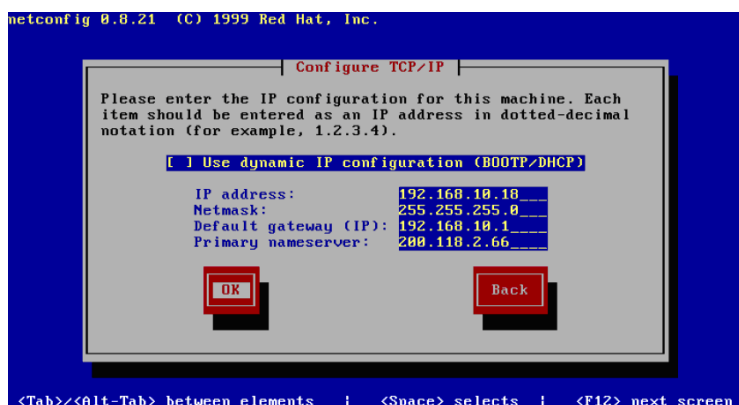 netconfig 0.8.21 (C) 1999 Red Hat, Inc.
Configure TCP/IP
Please enter the IP configuration for this machine. Each
item should be entered as an IP address in dotted-decimal
notation (for example, 1.2.3.4).
[ ] Use dynamic IP configuration (BOOTP/DHCP)
IP address: 192.168.10.18___
Netmask: 255.255.255.0___
Default gateway (IP): 192.168.10.1____
Primary nameserver: 200.118.2.66____
OK Back
<Tab>/<Alt-Tab> between elements | <Space> selects | <F12> next screen